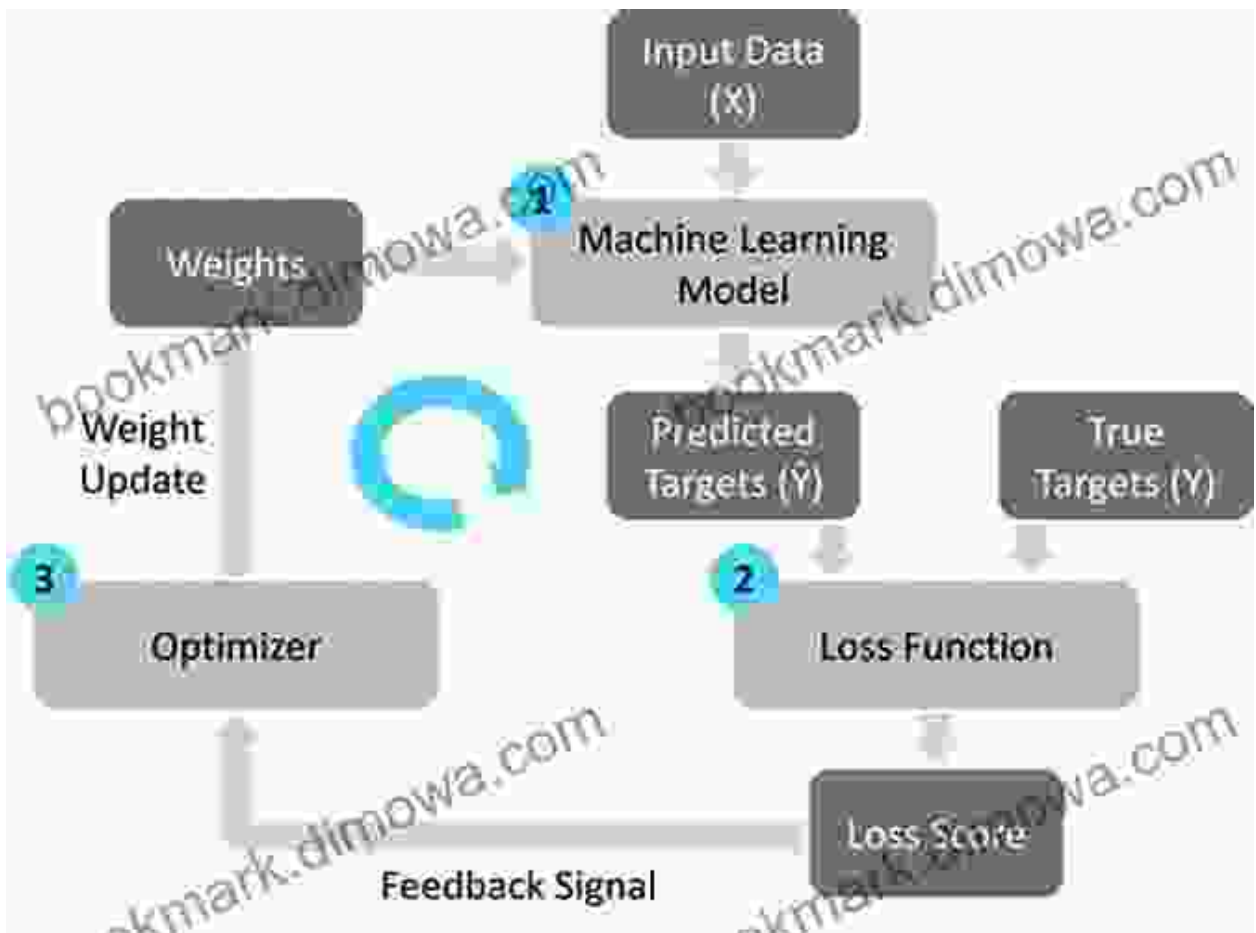 Input Data
(X)
1
Machine Learning
Model
Weights
Predicted
Targets (Ŷ)
True
Targets (Y)
Weight
Update
3
Optimizer
2
Loss Function
Loss Score
Feedback Signal
bookmark.dimowa.com
bookmark.dimowa.com
bookmark.dimowa.com
bookmark.dimowa.com